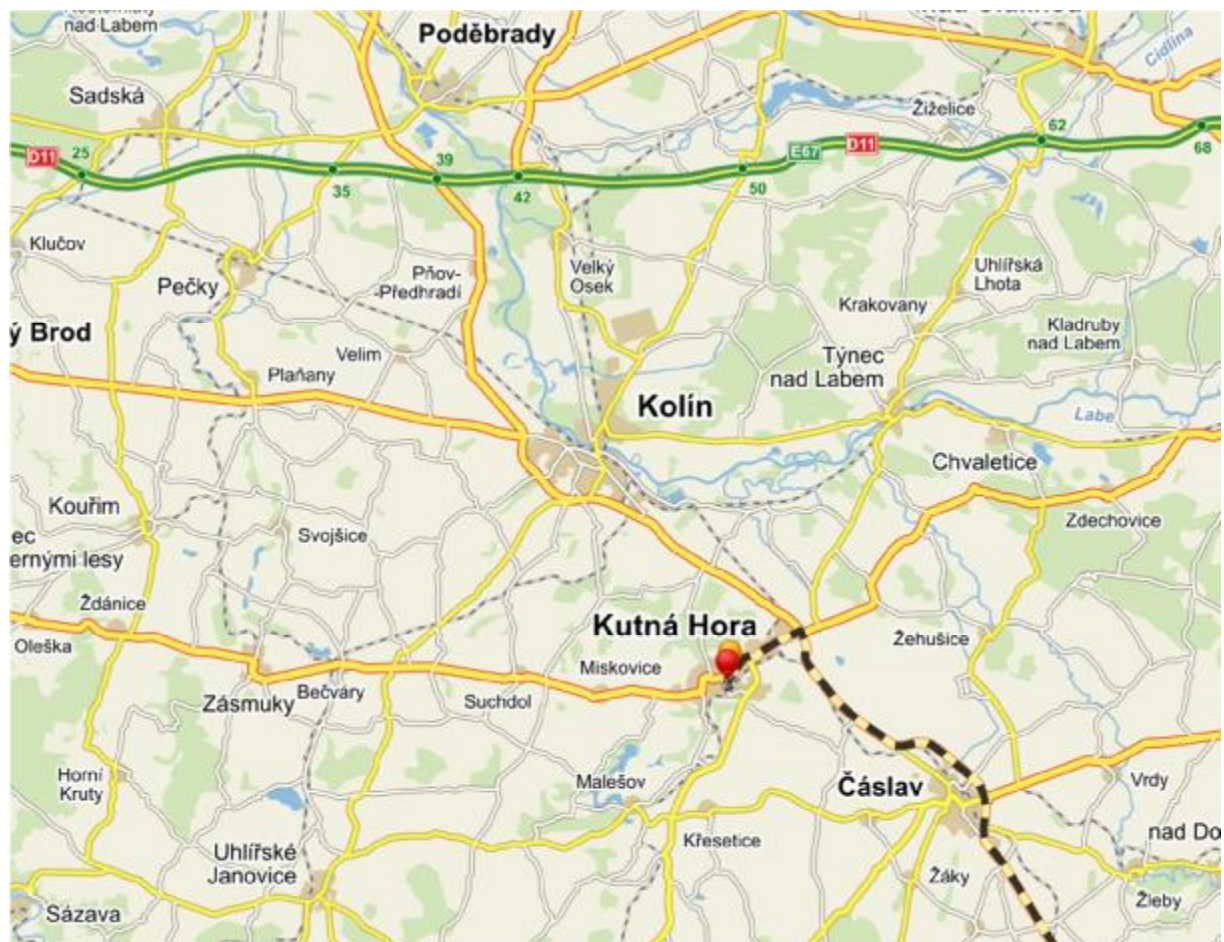 nad Labem
Poděbrady
Cidlina
Sadská
Žiželice
62
68
D11
25
39
E67
D11
35
42
50
Klučov
Pečky
Pňov-
-Předhradí
Velký
Osek
Uhlířská
Lhota
Krakovany
ý Brod
Velim
Kladruby
nad Labem
Týnec
nad Labem
Plaňany
Kolín
Labe
Chvaletice
Kouřim
Zdechovice
Svojšice
ec
ernými lesy
Ždánice
Oleška
Kutná Hora
Žehušice
Miskovice
Zásmuky
Bečváry
Suchdol
Horní
Kruty
Malešov
Čáslav
Vrdy
Křesetice
nad Do
Uhlířské
Janovice
Žáky
Žleby
Sázava